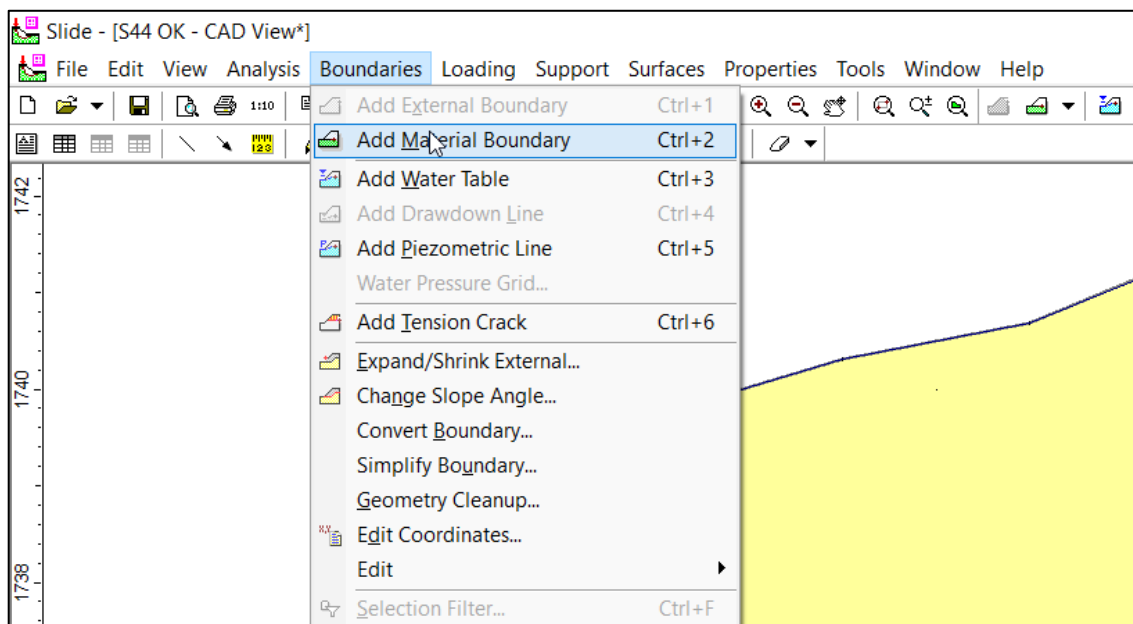 Slide - [S44 OK - CAD View*]
File Edit View Analysis Boundaries Loading Support Surfaces Properties Tools Window Help
1:10
Add External Boundary Ctrl+1
Add Material Boundary Ctrl+2
123
Add Water Table Ctrl+3
Add Drawdown Line Ctrl+4
Add Piezometric Line Ctrl+5
Water Pressure Grid...
Add Tension Crack Ctrl+6
Expand/Shrink External...
Change Slope Angle...
Convert Boundary...
Simplify Boundary...
Geometry Cleanup...
Edit Coordinates...
Edit
Selection Filter... Ctrl+F
1742
1740
1738